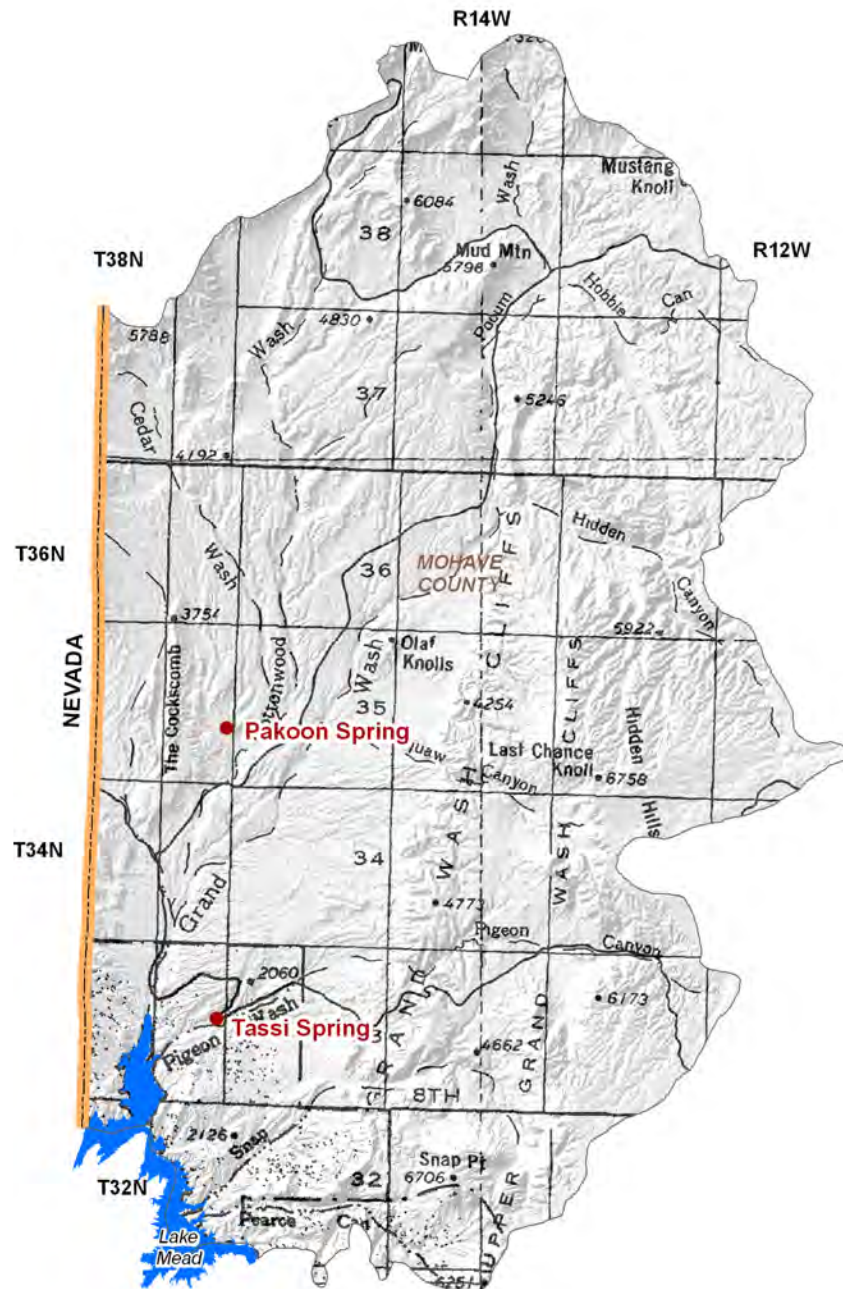 R14W
Mustang
Knoll
Wash
6084
38
T38N
Mud Mtn
5798
R12W
Hobbie
Can
5788
4830
Wash
Pocum
37
5246
Cedar
4192
T36N
Wash
36
MOHAVE
COUNTY
Hidden
Canyon
CLIFFS
3754
5922
NEVADA
The Cockscomb
Olaf
Knolls
Wash
35
4254
CLIFFS
Hidden
Hills
Pakoon Spring
Last Chance
Knoll
6758
Canyon
WASH
T34N
34
WASH
Grand
4773
Pigeon
Canyon
2060
6173
Tassi Spring
Pigeon
Wash
4662
GRAND
8TH
2126
Snap
Snap Pt
6706
32
T32N
UPPER
Pearce
Can
Lake
Mead
6251